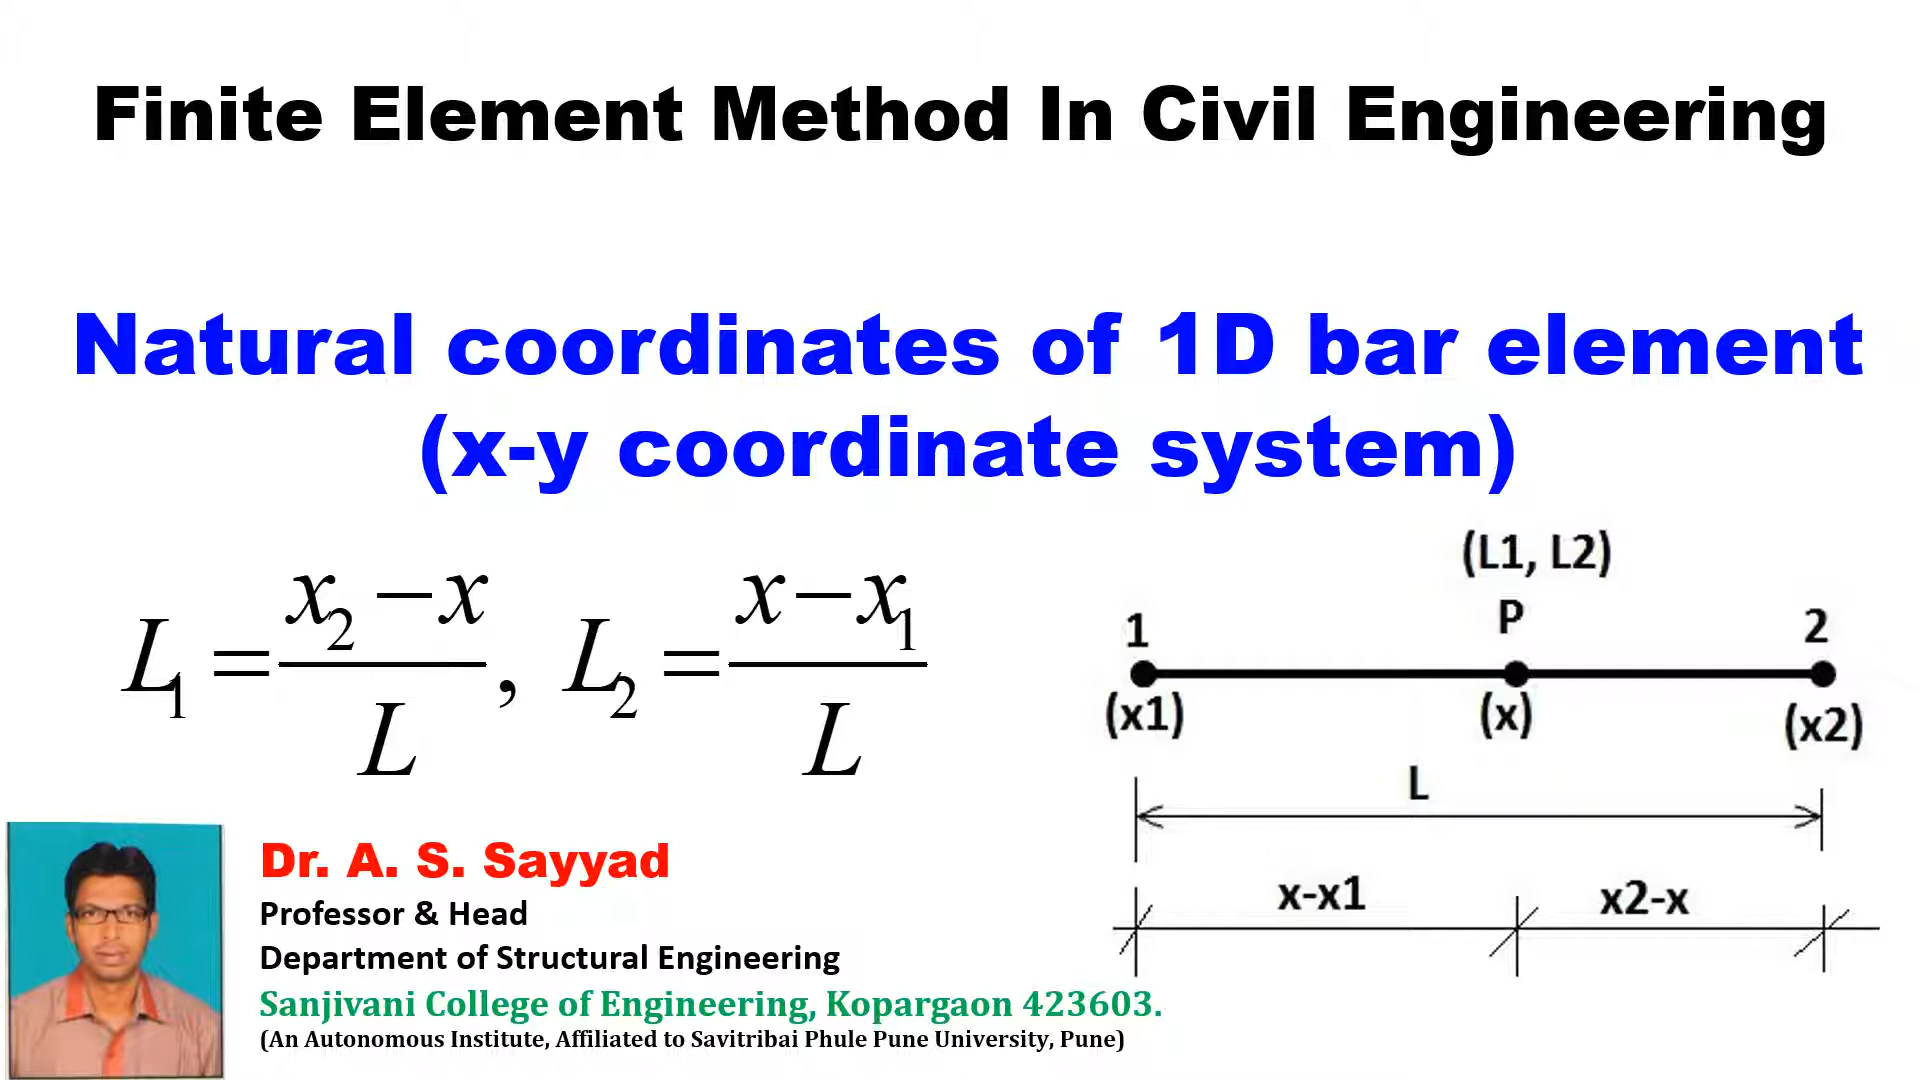 Finite Element Method In Civil Engineering
Natural coordinates of 1D bar element
(x-y coordinate system)
L₁ = (x₂ − x)/L, L₂ = (x − x₁)/L
(L1, L2)
1 P 2
(x1) (x) (x2)
L
x-x1 x2-x
Dr. A. S. Sayyad
Professor & Head
Department of Structural Engineering
Sanjivani College of Engineering, Kopargaon 423603.
(An Autonomous Institute, Affiliated to Savitribai Phule Pune University, Pune)